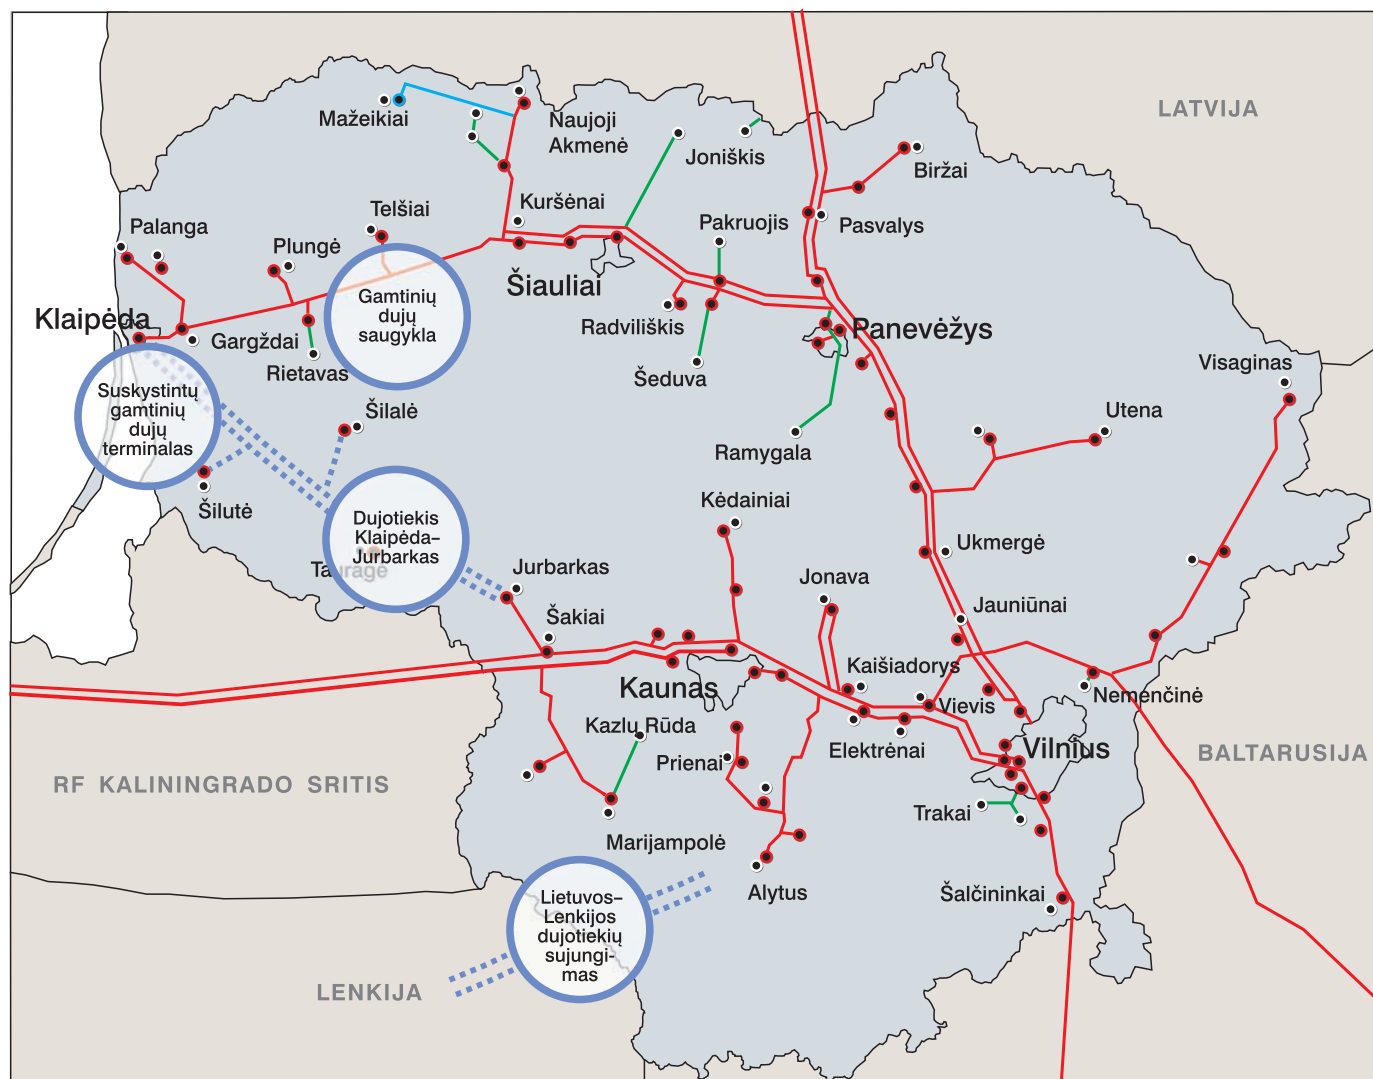 LATVIJA
Mažeikiai
Naujoji
Akmenė
Joniškis
Biržai
Kuršėnai
Telšiai
Palanga
Plungė
Pakruojis
Pasvalys
Šiauliai
Gamtinių
dujų
saugykla
Klaipėda
Gargždai
Rietavas
Radviliškis
Panevėžys
Šeduva
Visaginas
Suskystintų
gamtinių
dujų
terminalas
Šilalė
Utena
Ramygala
Šilutė
Kėdainiai
Dujotiekis
Klaipėda–
Jurbarkas
Tauragė
Ukmergė
Jurbarkas
Jonava
Jauniūnai
Šakiai
Kaunas
Kaišiadorys
Nemenčinė
Vievis
Kazlų Rūda
Elektrėnai
Vilnius
Prienai
BALTARUSIJA
RF KALININGRADO SRITIS
Trakai
Marijampolė
Alytus
Šalčininkai
Lietuvos–
Lenkijos
dujotiekių
sujungi-
mas
LENKIJA